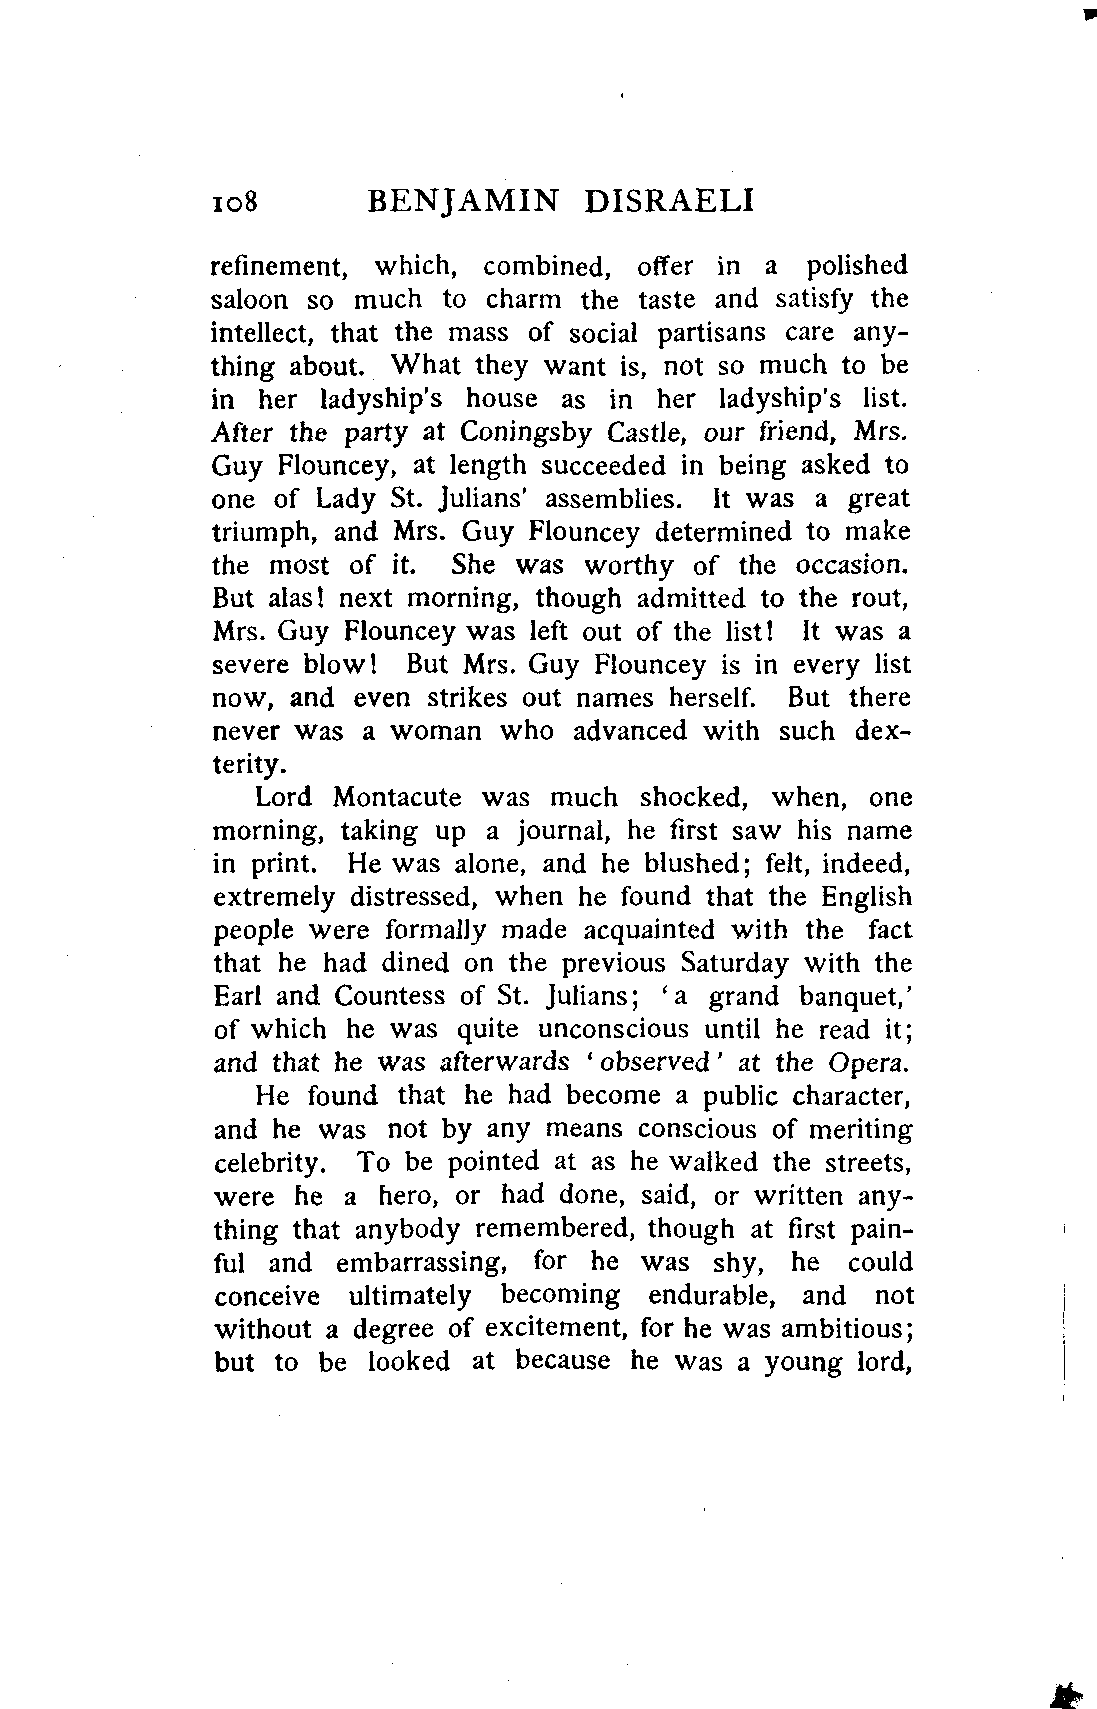 108 BENJAMIN DISRAELI
refinement, which, combined, offer in a polished
saloon so much to charm the taste and satisfy the
intellect, that the mass of social partisans care any-
thing about. What they want is, not so much to be
in her ladyship's house as in her ladyship's list.
After the party at Coningsby Castle, our friend, Mrs.
Guy Flouncey, at length succeeded in being asked to
one of Lady St. Julians' assemblies. It was a great
triumph, and Mrs. Guy Flouncey determined to make
the most of it. She was worthy of the occasion.
But alas! next morning, though admitted to the rout,
Mrs. Guy Flouncey was left out of the list! It was a
severe blow! But Mrs. Guy Flouncey is in every list
now, and even strikes out names herself. But there
never was a woman who advanced with such dex-
terity.
Lord Montacute was much shocked, when, one
morning, taking up a journal, he first saw his name
in print. He was alone, and he blushed; felt, indeed,
extremely distressed, when he found that the English
people were formally made acquainted with the fact
that he had dined on the previous Saturday with the
Earl and Countess of St. Julians; 'a grand banquet,'
of which he was quite unconscious until he read it;
and that he was afterwards 'observed' at the Opera.
He found that he had become a public character,
and he was not by any means conscious of meriting
celebrity. To be pointed at as he walked the streets,
were he a hero, or had done, said, or written any-
thing that anybody remembered, though at first pain-
ful and embarrassing, for he was shy, he could
conceive ultimately becoming endurable, and not
without a degree of excitement, for he was ambitious;
but to be looked at because he was a young lord,